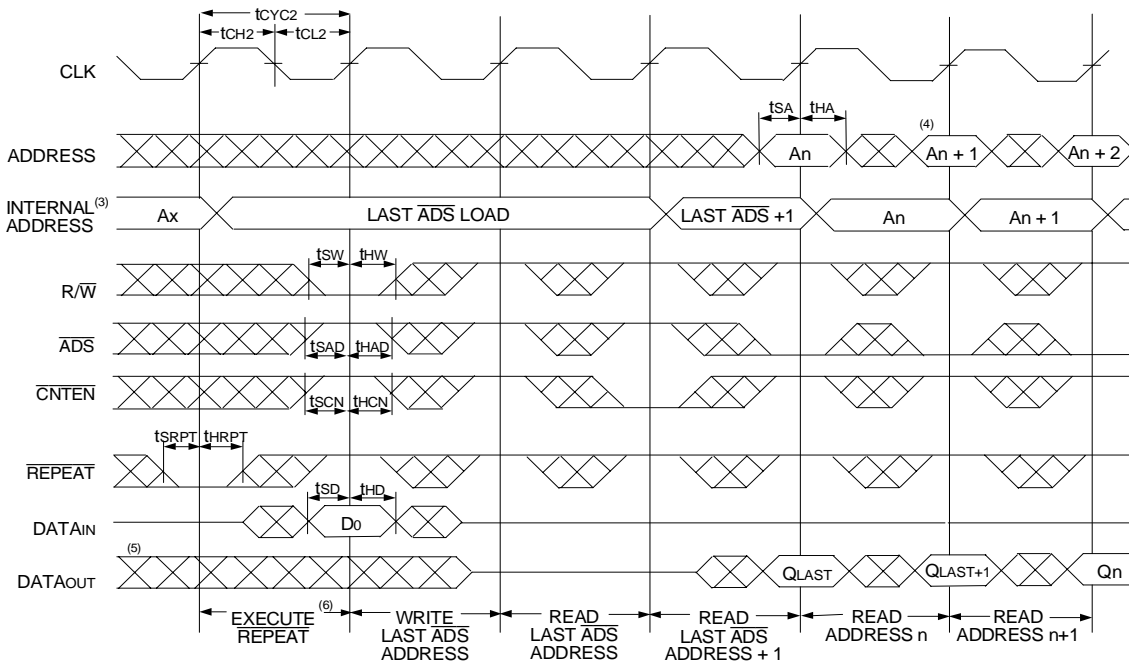 tCYC2
tCH2 tCL2
CLK
tSA tHA
ADDRESS An (4) An + 1 An + 2
INTERNAL(3) ADDRESS Ax LAST ADS LOAD LAST ADS +1 An An + 1
tSW tHW
R/W
ADS
tSAD tHAD
CNTEN
tSCN tHCN
tSRPT tHRPT
REPEAT
tSD tHD
DATAIN D0
(5)
DATAOUT QLAST QLAST+1 Qn
EXECUTE (6) REPEAT
WRITE LAST ADS ADDRESS
READ LAST ADS ADDRESS
READ LAST ADS ADDRESS + 1
READ ADDRESS n
READ ADDRESS n+1